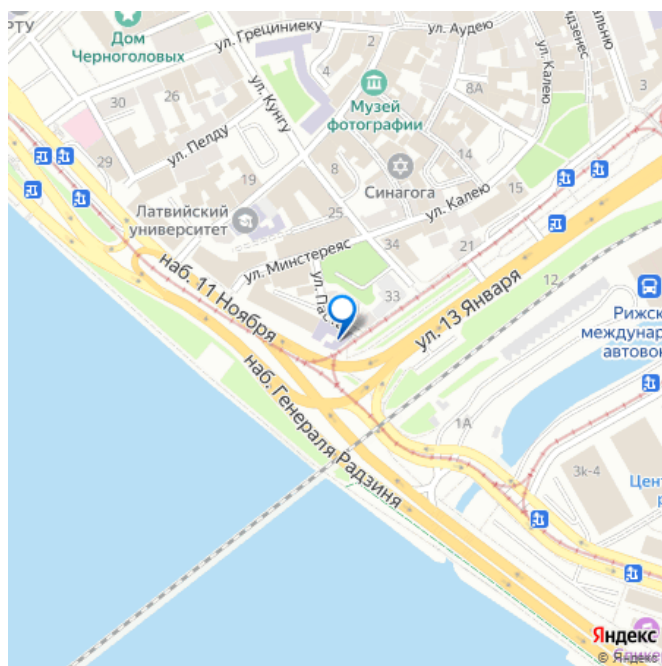 РТУ
Дом
Черноголовых
ул. Грециниеку
ул. Аудею
ул. Калею
2
4
30
26
8А
3
Музей
фотографии
ул. Кунгу
ул. Пелду
29
19
8
14
Синагога
15
Латвийский
университет
25
ул. Калею
34
21
ул. Минстереяс
наб. 11 Ноября
33
ул. 13 Января
12
Рижск
междунар
автовок
наб. Генераля Радзиня
1А
3к-4
Цен
р
Яндекс
© Яндекс